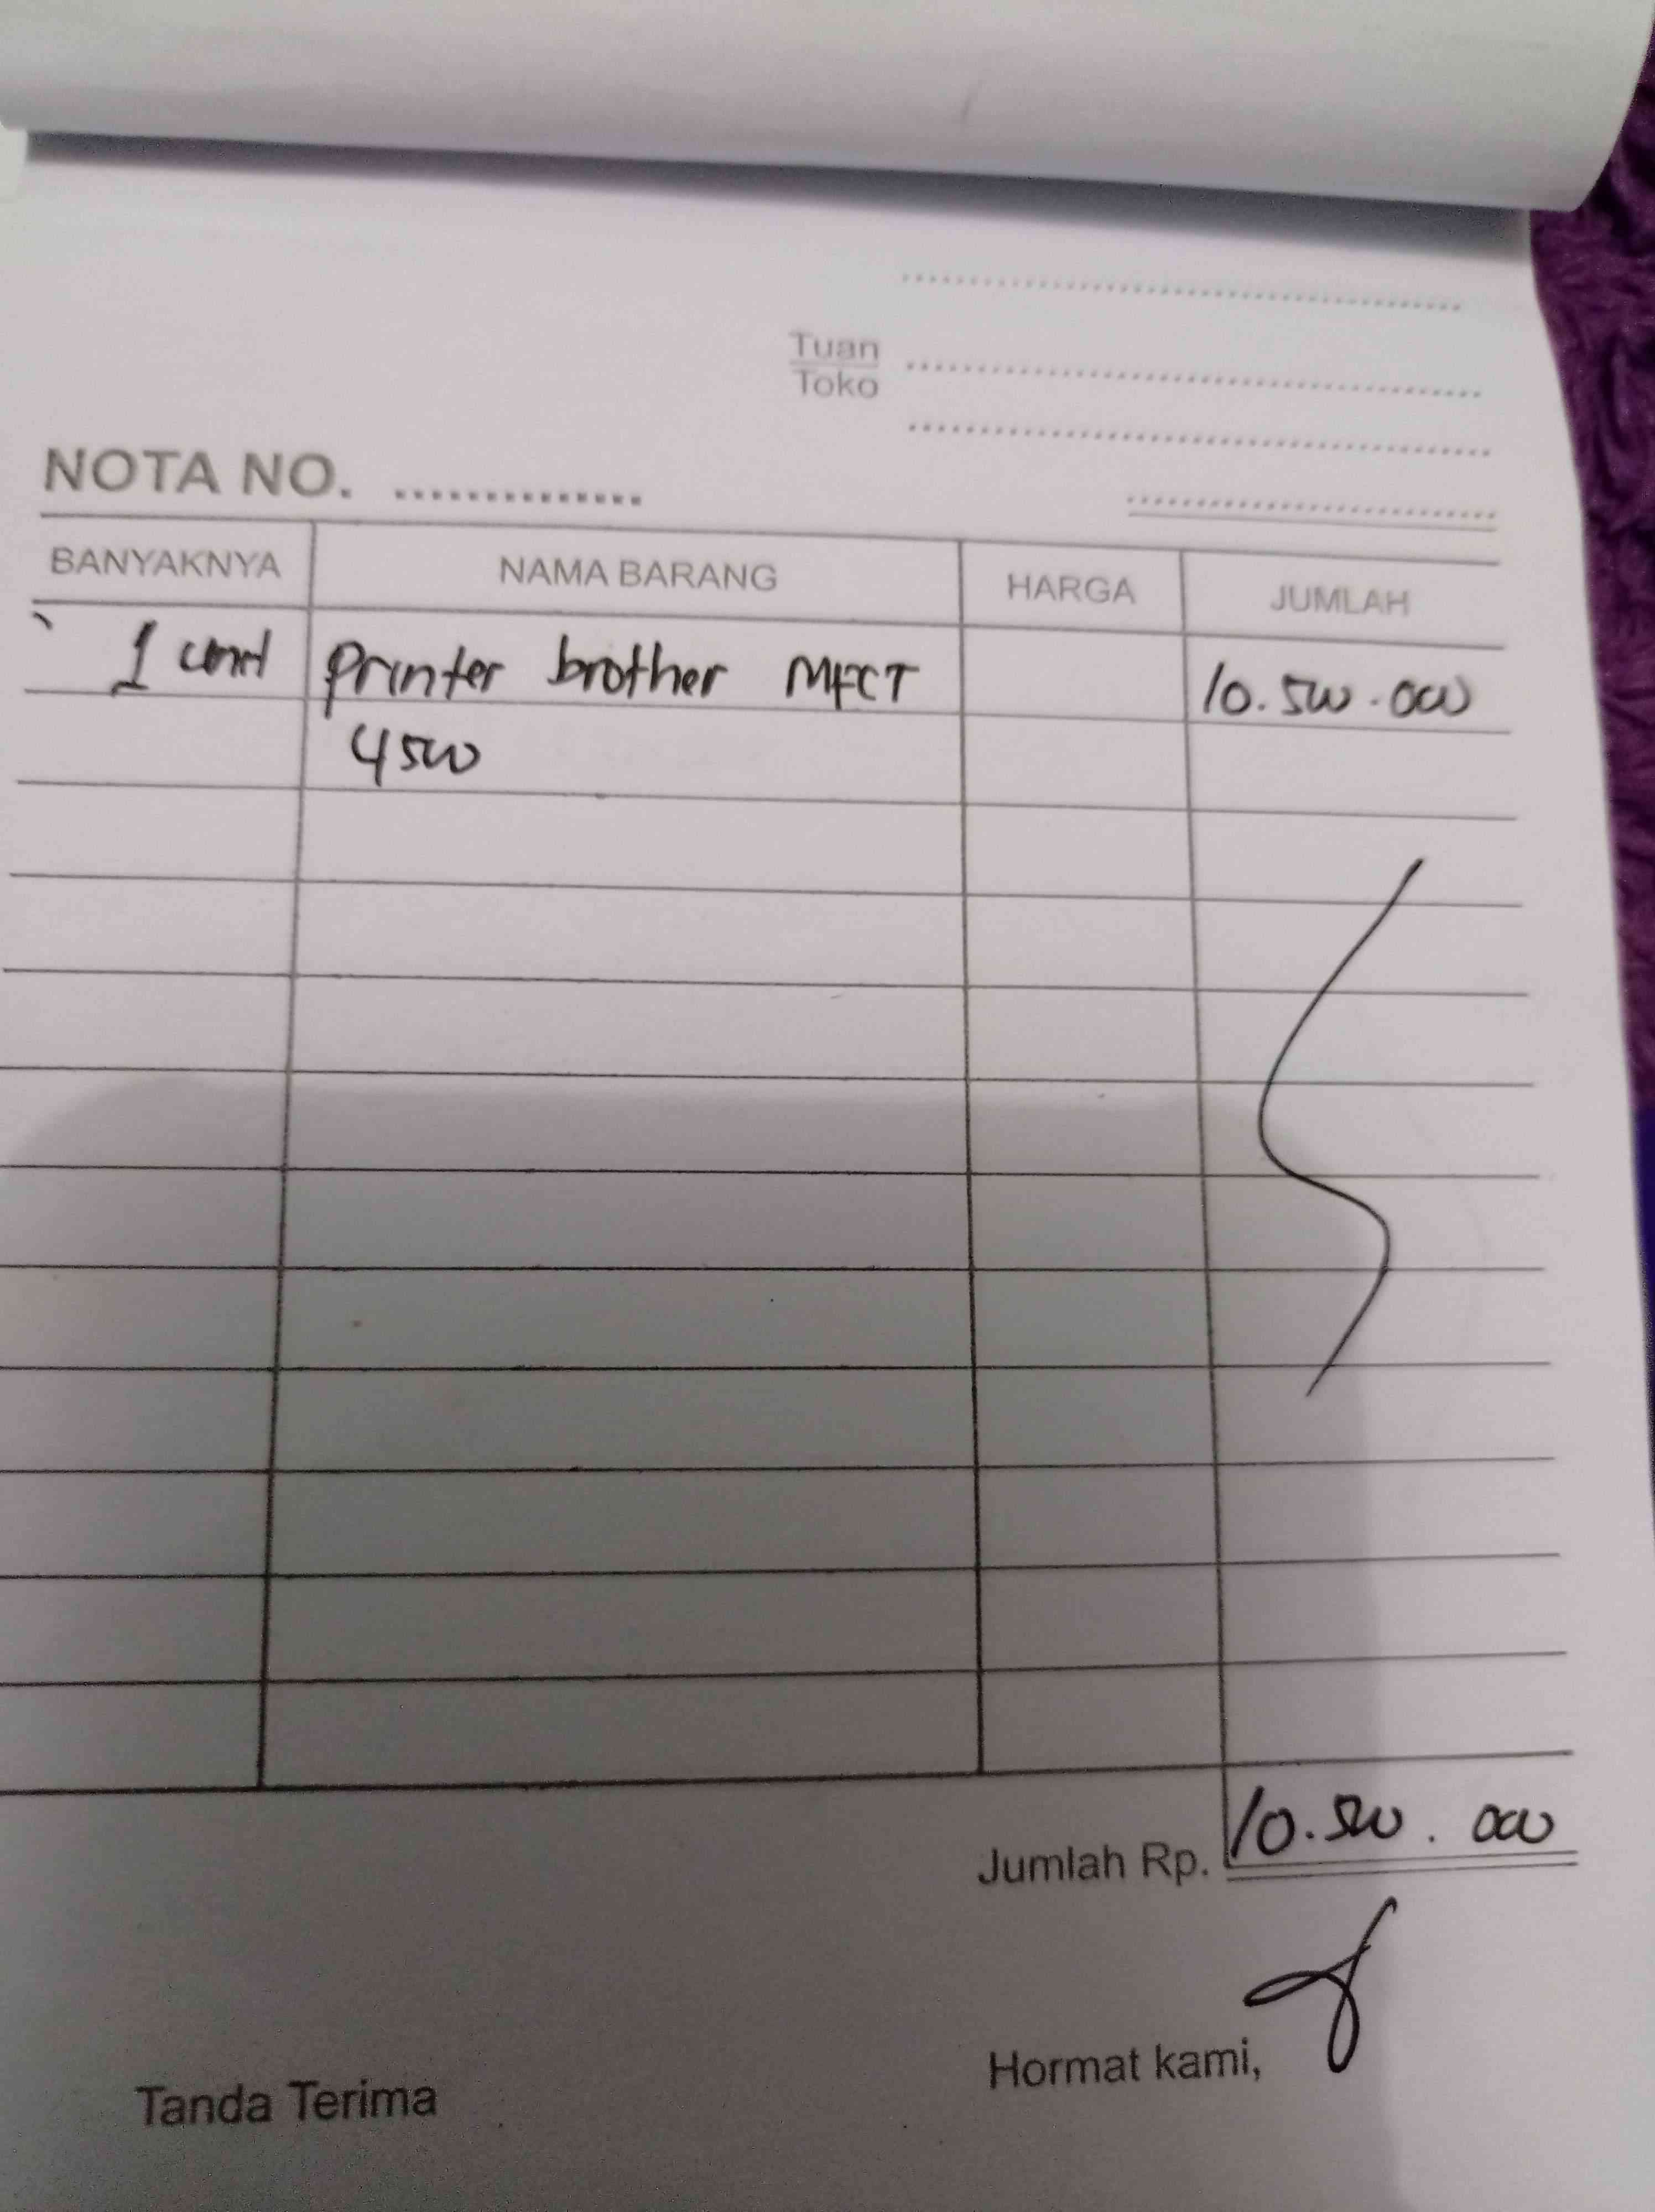 Tuan
Toko
NOTA NO. ..............
BANYAKNYA NAMA BARANG HARGA JUMLAH
1 unit printer brother MFCT 10.500.000
4500
Jumlah Rp. 10.500.000
Hormat kami,
Tanda Terima